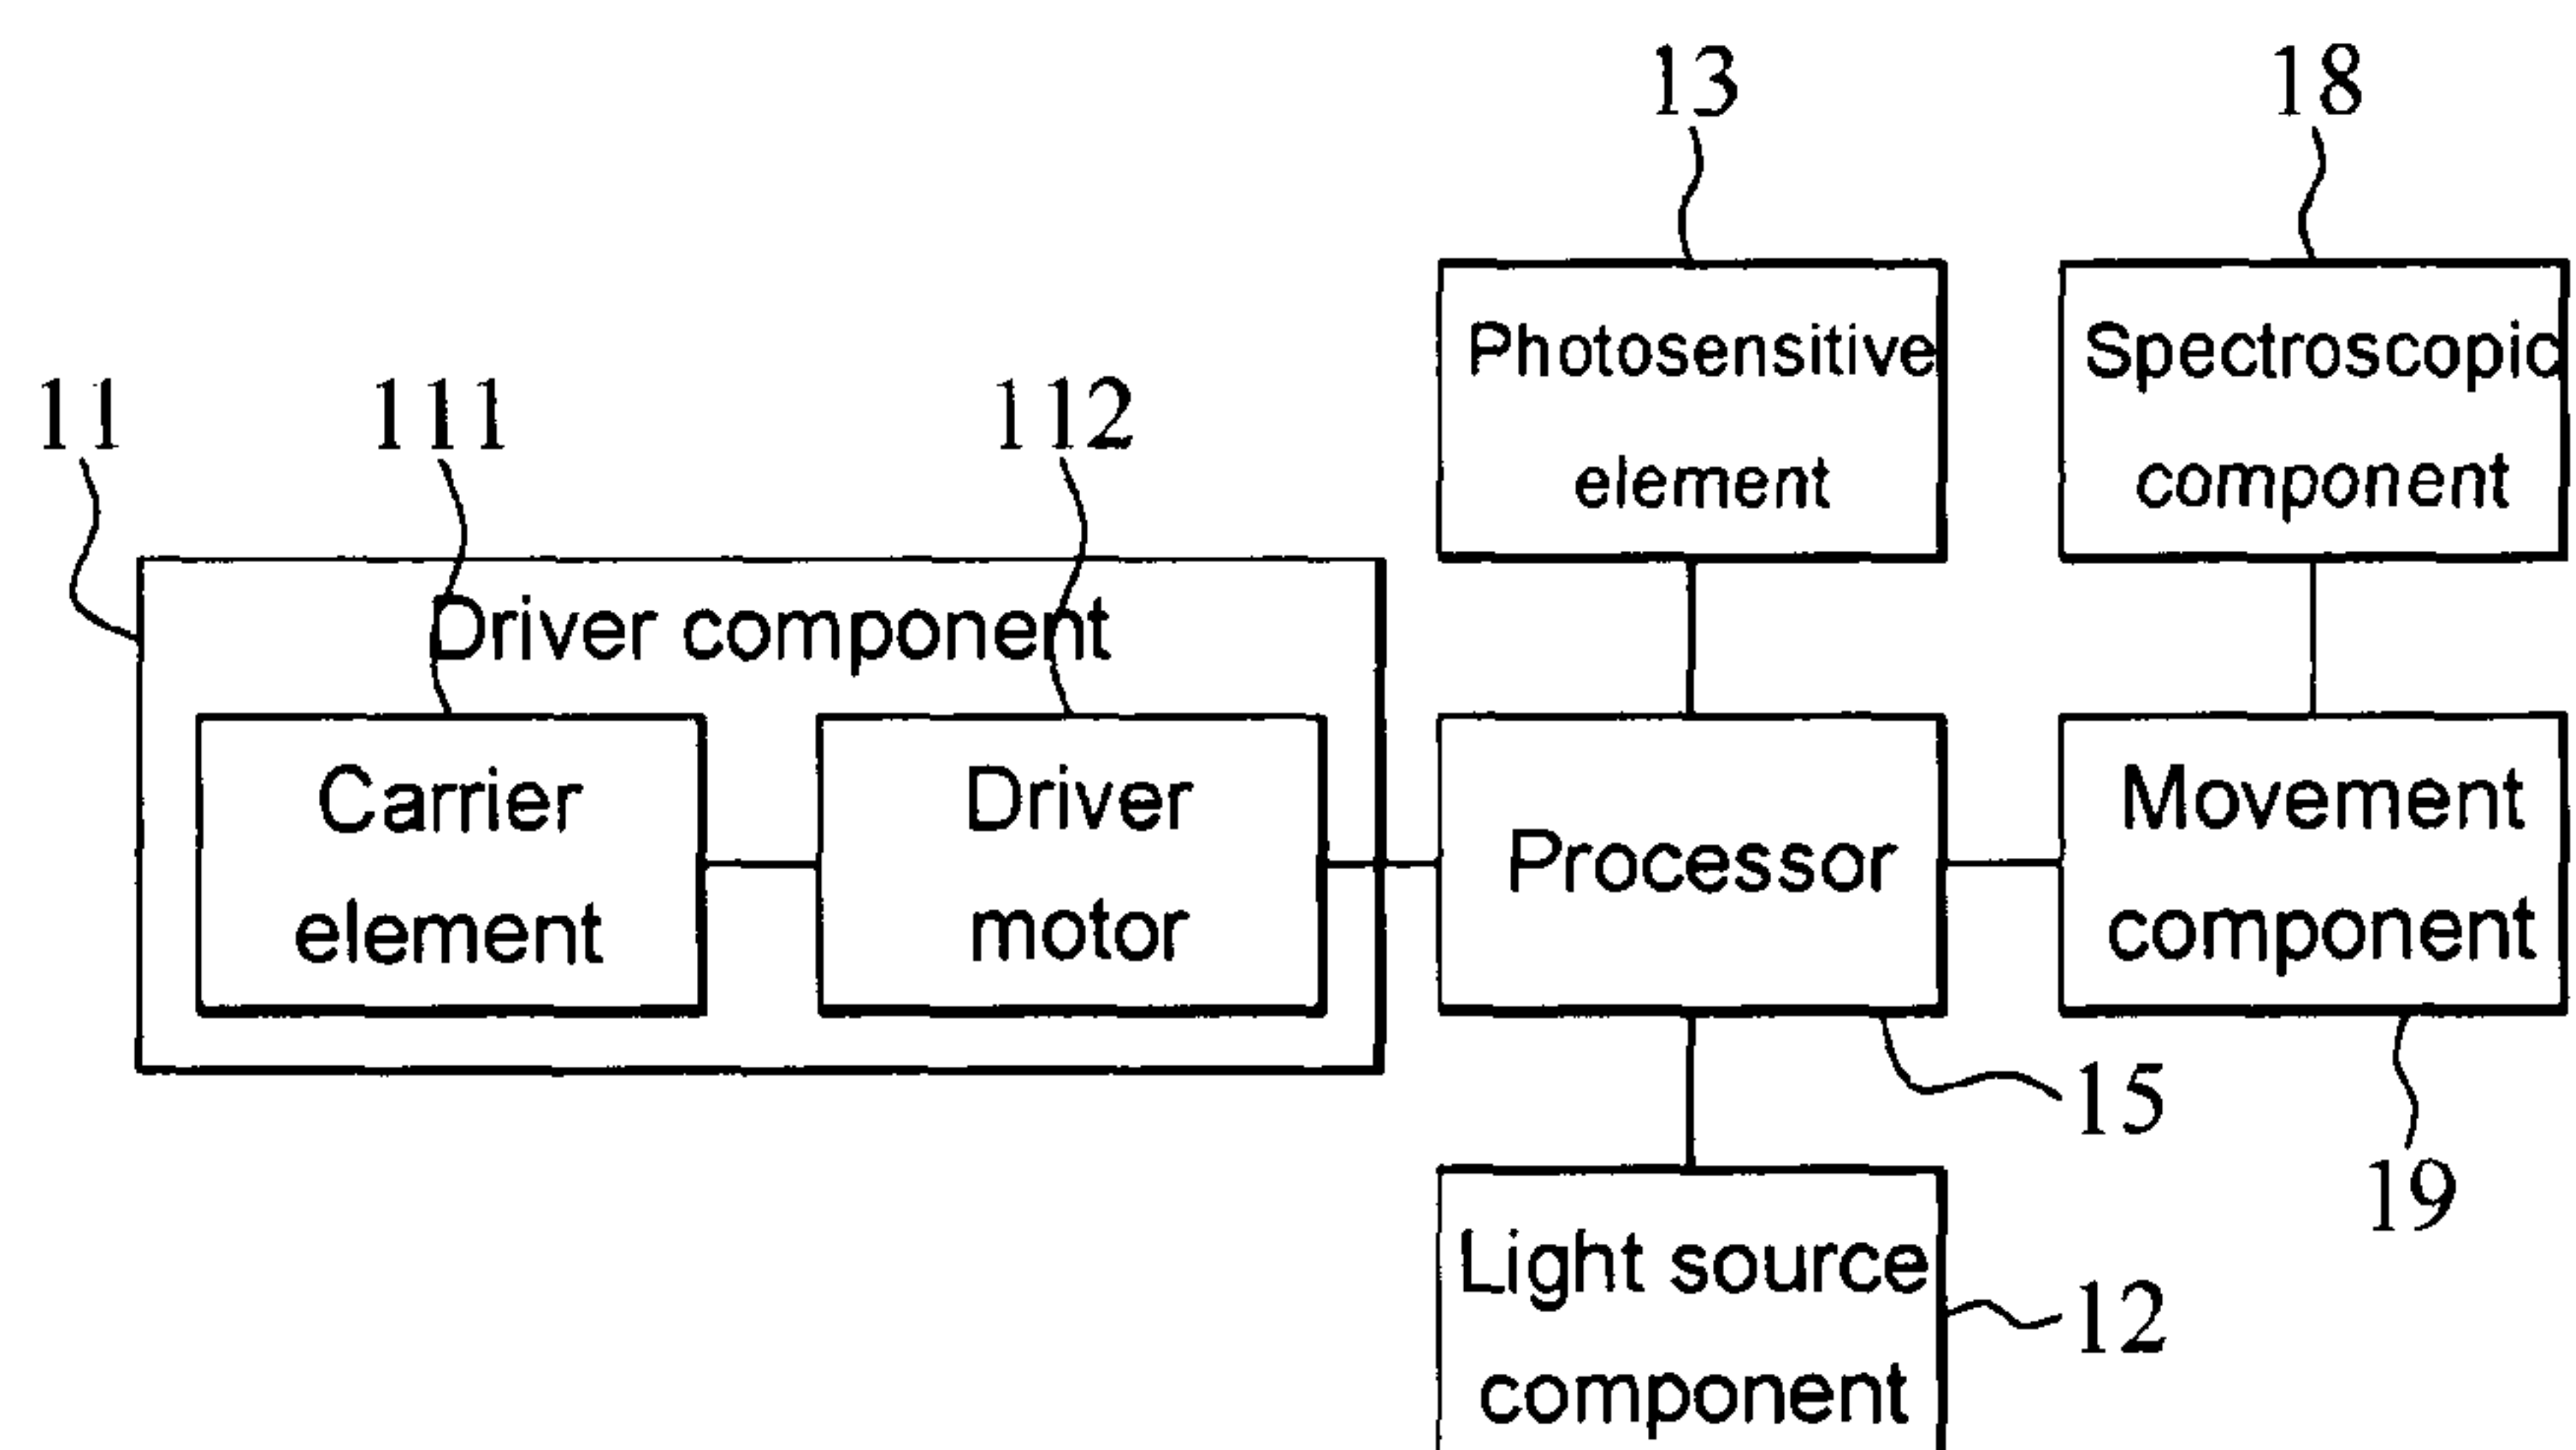 13
18
Photosensitive
element
Spectroscopic
component
11
111
112
Driver component
Carrier
element
Driver
motor
Processor
Movement
component
15
19
Light source
component
12